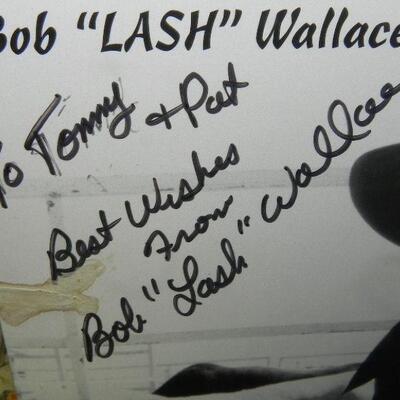 Bob "LASH" Wallace
To Tommy & Pat
Best Wishes
From
Bob "Lash" Wallace